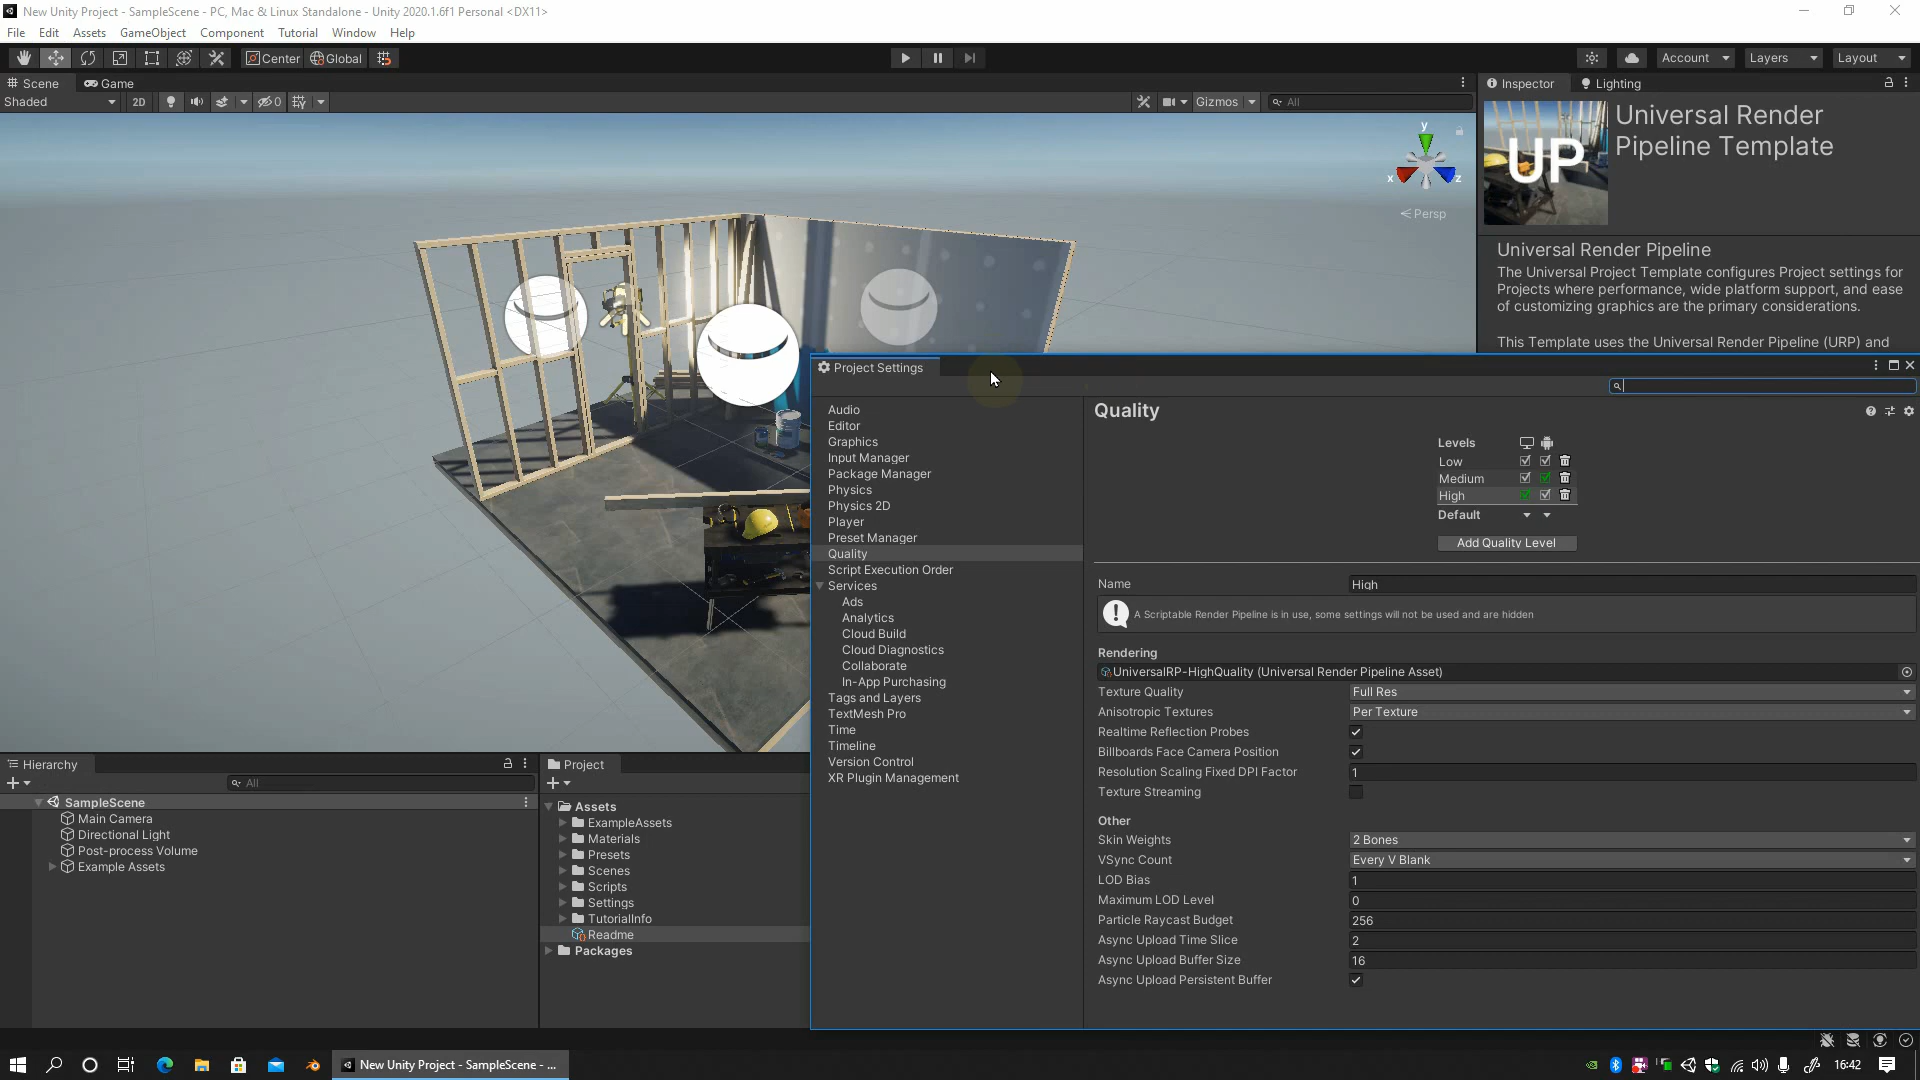 New Unity Project - SampleScene - PC, Mac & Linux Standalone - Unity 2020.1.6f1 Personal <DX11>
File Edit Assets GameObject Component Tutorial Window Help
Center Global Account Layers Layout
Scene Game
Shaded 2D 0 Gizmos All
y
x z
Persp
Inspector Lighting
UP
Universal Render
Pipeline Template
Universal Render Pipeline
The Universal Project Template configures Project settings for
Projects where performance, wide platform support, and ease
of customizing graphics are the primary considerations.
This Template uses the Universal Render Pipeline (URP) and
Project Settings
Audio
Editor
Graphics
Input Manager
Package Manager
Physics
Physics 2D
Player
Preset Manager
Quality
Script Execution Order
Services
Ads
Analytics
Cloud Build
Cloud Diagnostics
Collaborate
In-App Purchasing
Tags and Layers
TextMesh Pro
Time
Timeline
Version Control
XR Plugin Management
Quality
Levels
Low
Medium
High
Default
Add Quality Level
Name High
A Scriptable Render Pipeline is in use, some settings will not be used and are hidden
Rendering
UniversalRP-HighQuality (Universal Render Pipeline Asset)
Texture Quality Full Res
Anisotropic Textures Per Texture
Realtime Reflection Probes
Billboards Face Camera Position
Resolution Scaling Fixed DPI Factor 1
Texture Streaming
Other
Skin Weights 2 Bones
VSync Count Every V Blank
LOD Bias 1
Maximum LOD Level 0
Particle Raycast Budget 256
Async Upload Time Slice 2
Async Upload Buffer Size 16
Async Upload Persistent Buffer
Hierarchy
All
SampleScene
Main Camera
Directional Light
Post-process Volume
Example Assets
Project
Assets
ExampleAssets
Materials
Presets
Scenes
Scripts
Settings
TutorialInfo
Readme
Packages
New Unity Project - SampleScene - ...
16:42